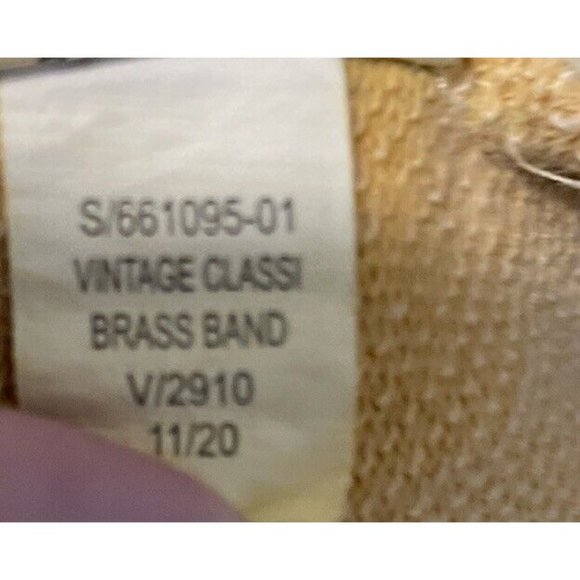 S/661095-01
VINTAGE CLASSI
BRASS BAND
V/2910
11/20